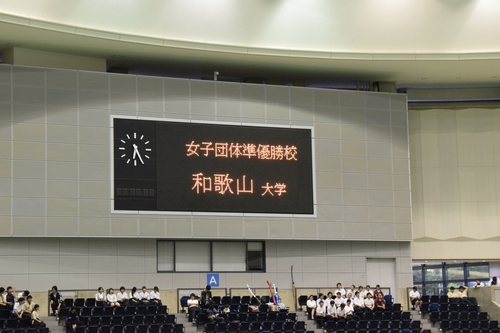 女子団体準優勝校
和歌山 大学
A